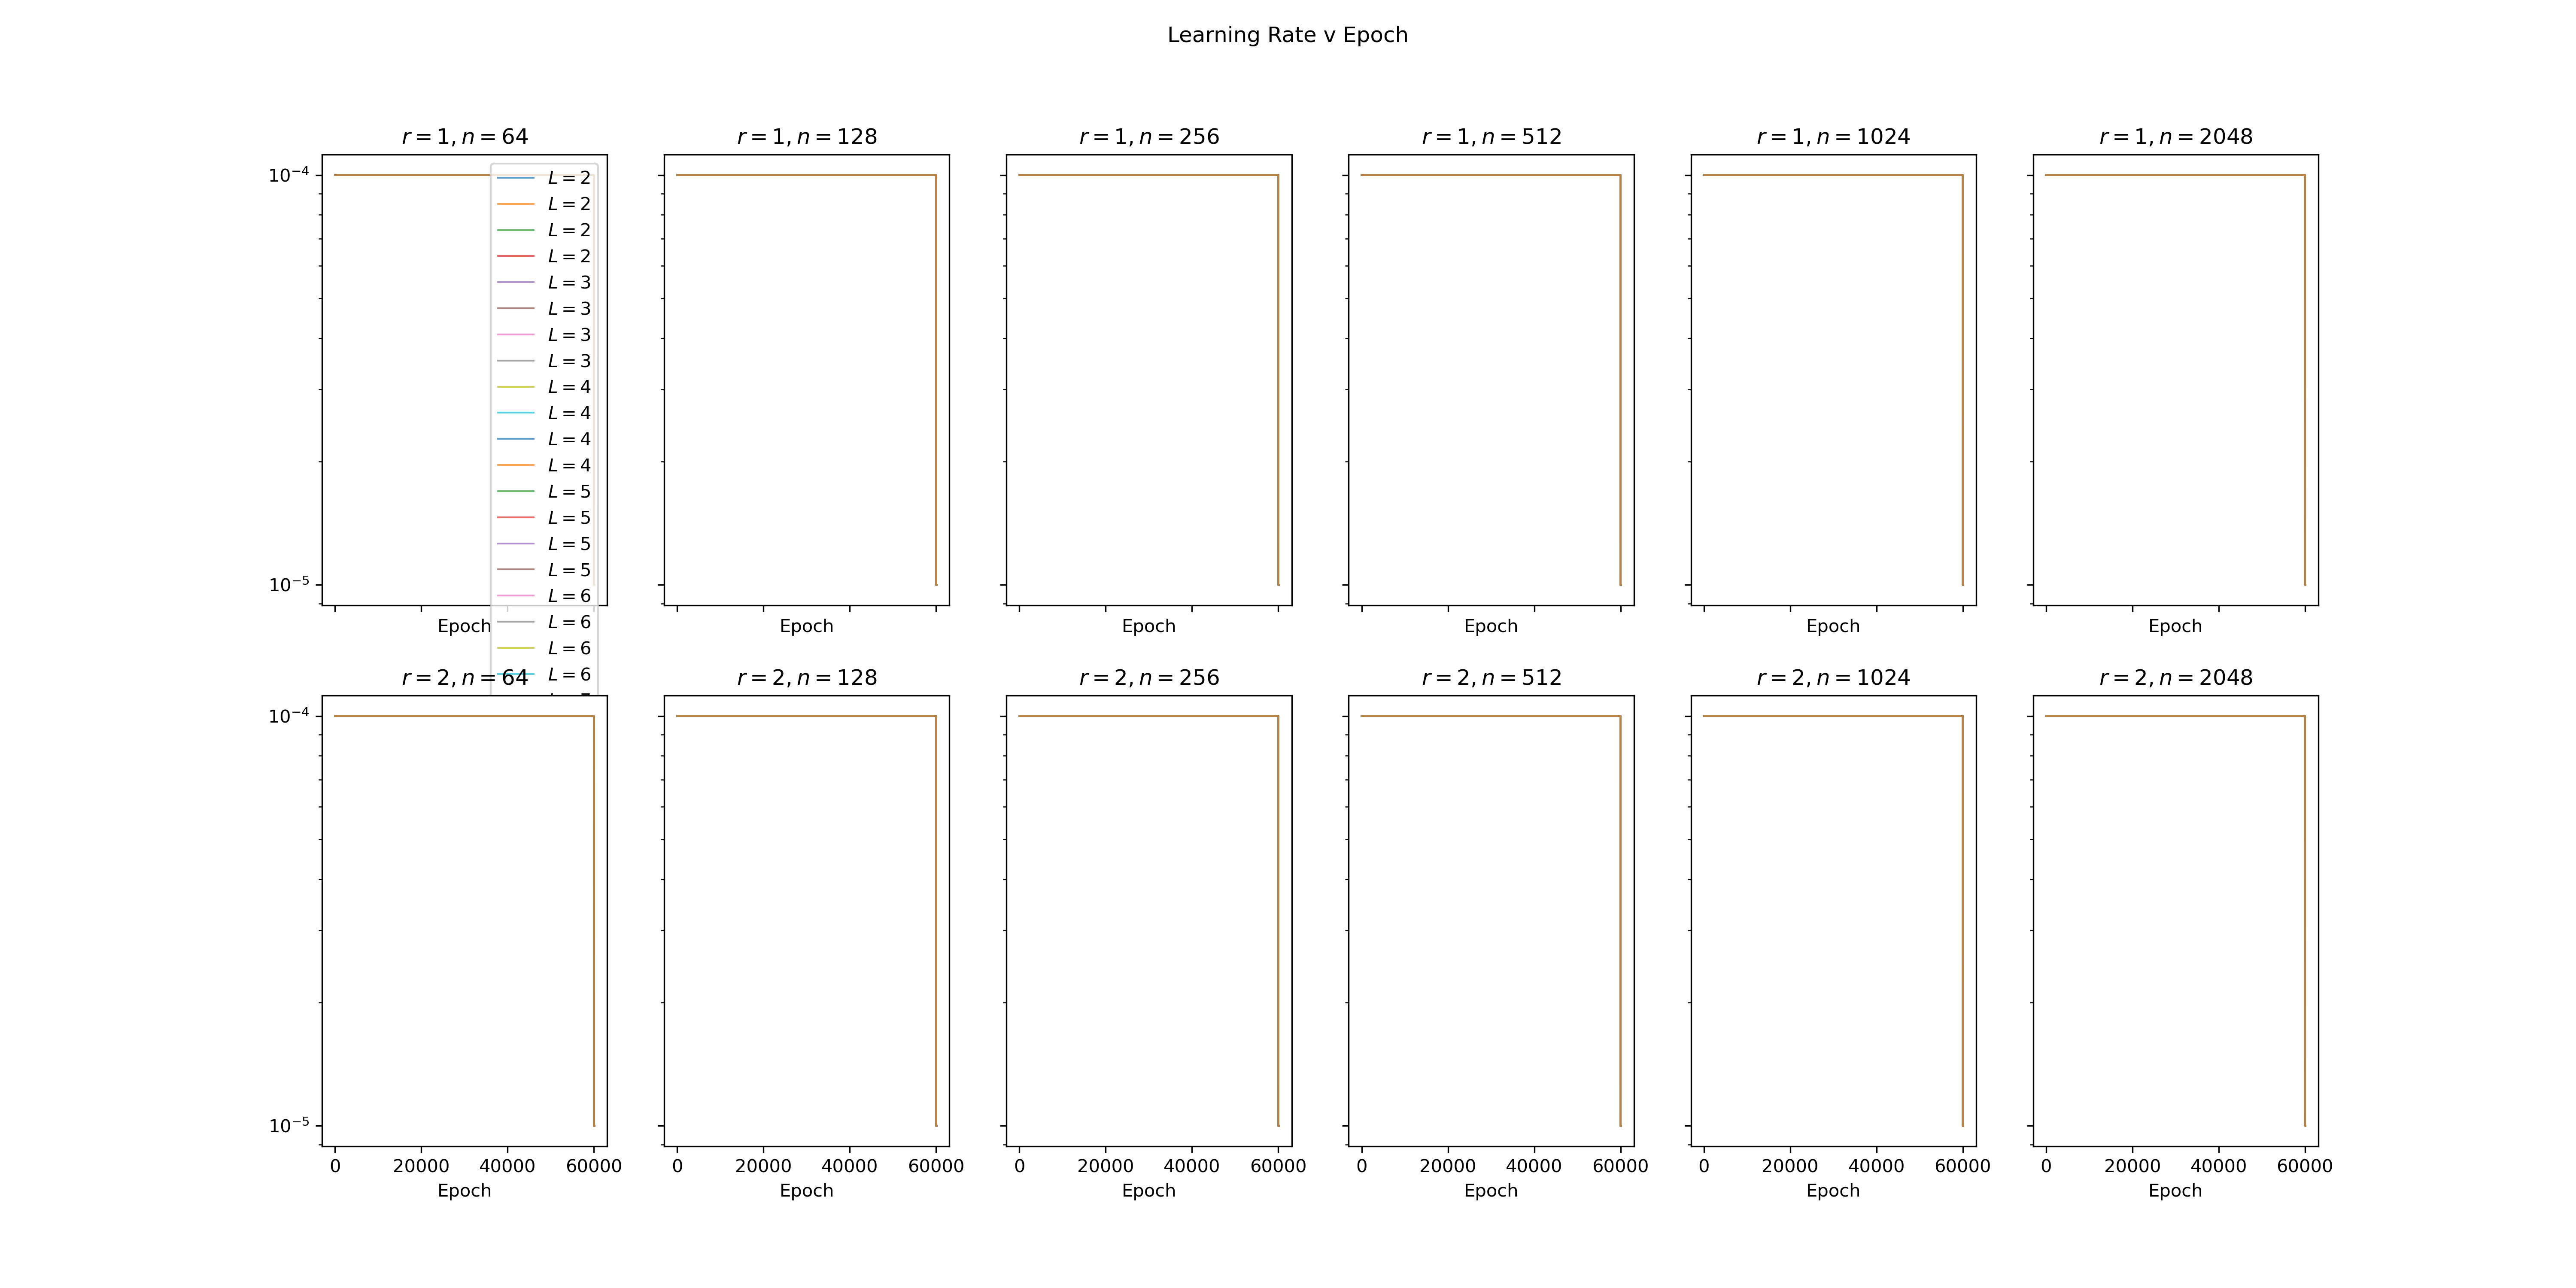 Learning Rate v Epoch
r = 1, n = 64
r = 1, n = 128
r = 1, n = 256
r = 1, n = 512
r = 1, n = 1024
r = 1, n = 2048
10⁻⁴
10⁻⁵
L = 2
L = 2
L = 2
L = 2
L = 3
L = 3
L = 3
L = 3
L = 4
L = 4
L = 4
L = 4
L = 5
L = 5
L = 5
L = 5
L = 6
L = 6
L = 6
L = 6
Epoch
Epoch
Epoch
Epoch
Epoch
Epoch
r = 2, n = 64
r = 2, n = 128
r = 2, n = 256
r = 2, n = 512
r = 2, n = 1024
r = 2, n = 2048
10⁻⁴
10⁻⁵
0 20000 40000 60000
0 20000 40000 60000
0 20000 40000 60000
0 20000 40000 60000
0 20000 40000 60000
0 20000 40000 60000
Epoch
Epoch
Epoch
Epoch
Epoch
Epoch